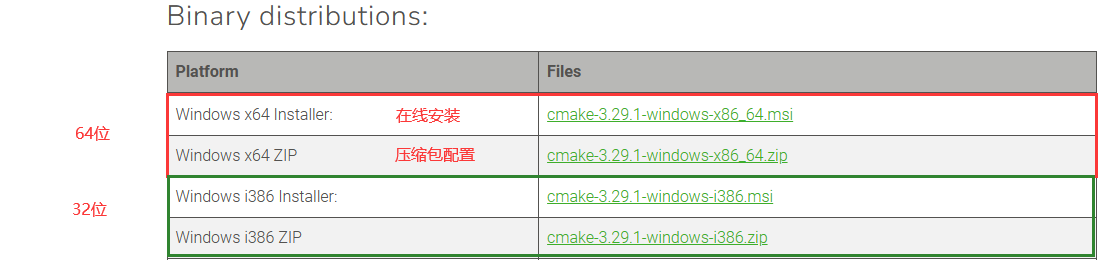 Binary distributions:
Platform Files
Windows x64 Installer: 在线安装 cmake-3.29.1-windows-x86_64.msi
64位
Windows x64 ZIP 压缩包配置 cmake-3.29.1-windows-x86_64.zip
Windows i386 Installer: cmake-3.29.1-windows-i386.msi
32位
Windows i386 ZIP cmake-3.29.1-windows-i386.zip